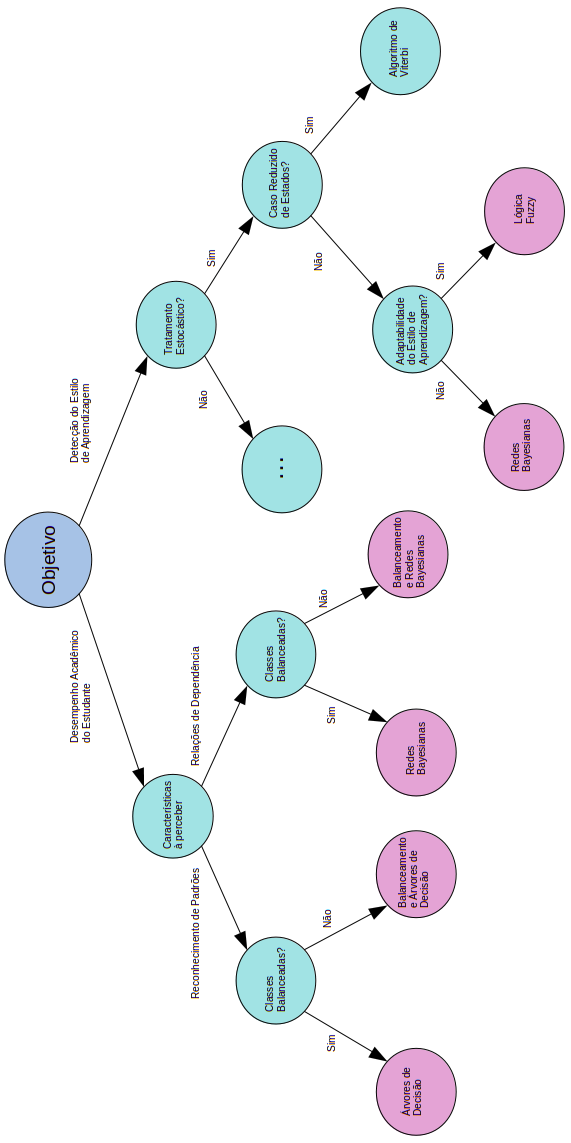 Objetivo
Desempenho Acadêmico
do Estudante
Detecção do Estilo
de Aprendizagem
Características
à perceber
Tratamento
Estocástico?
Reconhecimento de Padrões
Relações de Dependência
Não
Sim
Classes
Balanceadas?
Classes
Balanceadas?
...
Caso Reduzido
de Estados?
Sim
Não
Sim
Não
Não
Sim
Árvores de
Decisão
Balanceamento
e Árvores de
Decisão
Redes
Bayesianas
Balanceamento
e Redes
Bayesianas
Adaptabilidade
do Estilo de
Aprendizagem?
Algoritmo de
Viterbi
Não
Sim
Redes
Bayesianas
Lógica
Fuzzy